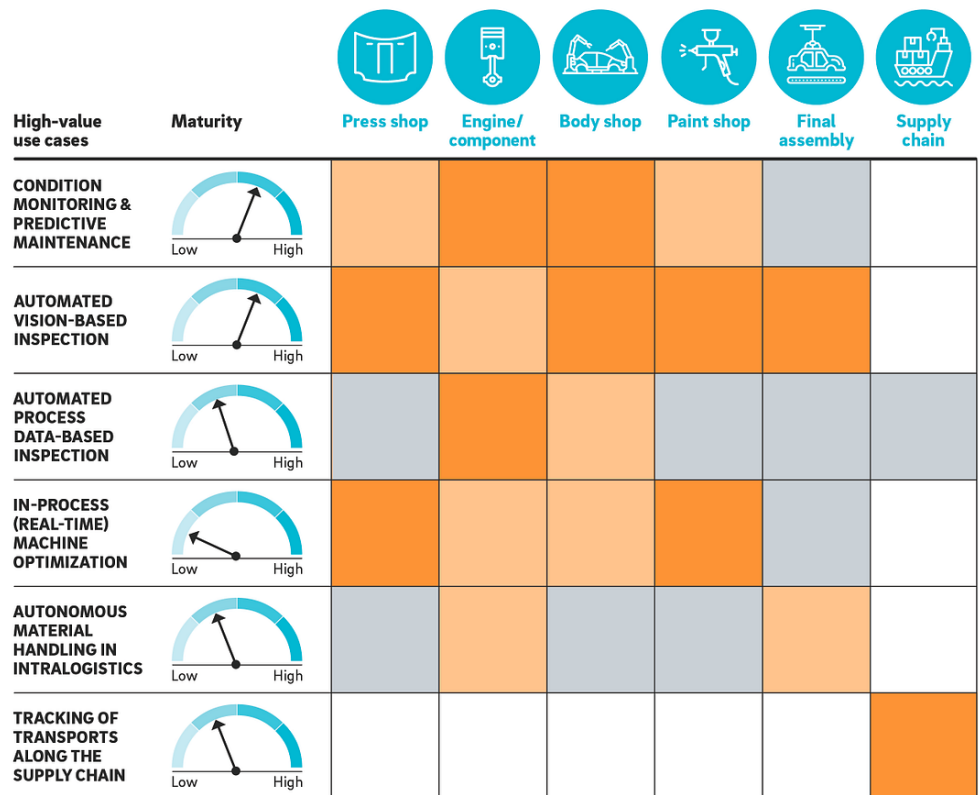 High-value
use cases
Maturity
Press shop
Engine/
component
Body shop
Paint shop
Final
assembly
Supply
chain
CONDITION
MONITORING &
PREDICTIVE
MAINTENANCE
Low
High
AUTOMATED
VISION-BASED
INSPECTION
Low
High
AUTOMATED
PROCESS
DATA-BASED
INSPECTION
Low
High
IN-PROCESS
(REAL-TIME)
MACHINE
OPTIMIZATION
Low
High
AUTONOMOUS
MATERIAL
HANDLING IN
INTRALOGISTICS
Low
High
TRACKING OF
TRANSPORTS
ALONG THE
SUPPLY CHAIN
Low
High